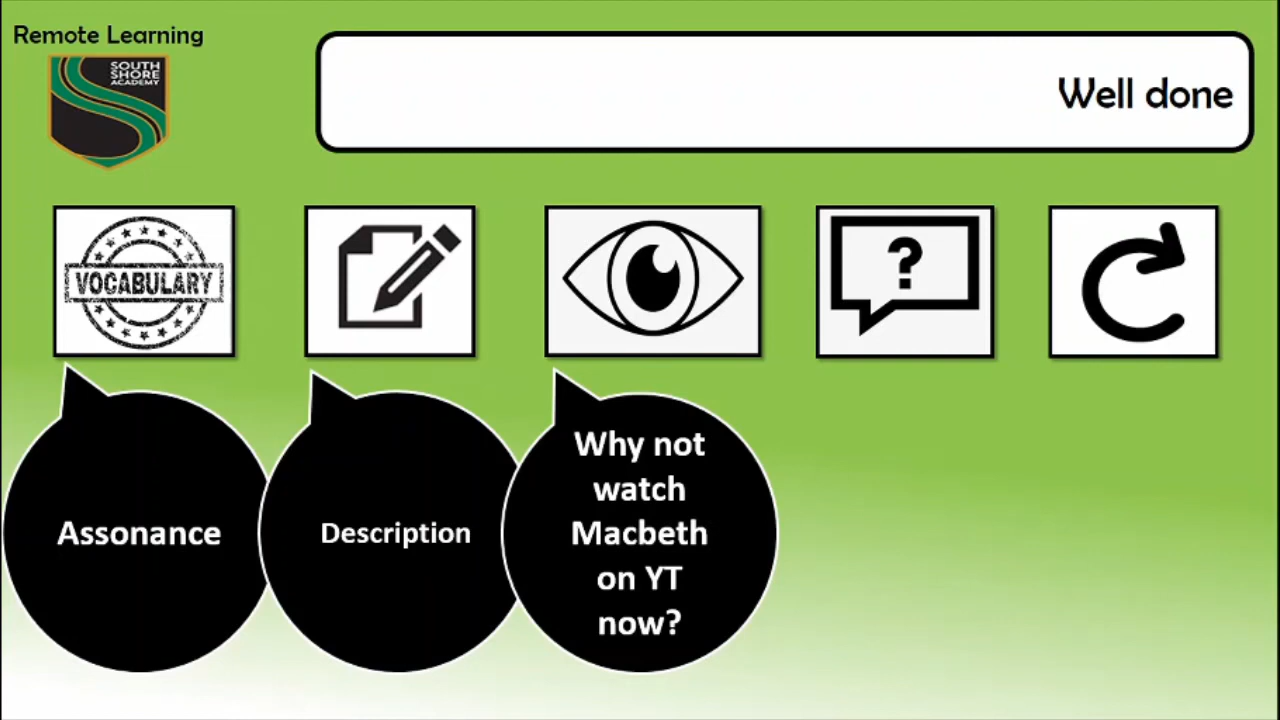 Remote Learning
SOUTH
SHORE
ACADEMY
Well done
VOCABULARY
?
Assonance
Description
Why not
watch
Macbeth
on YT
now?